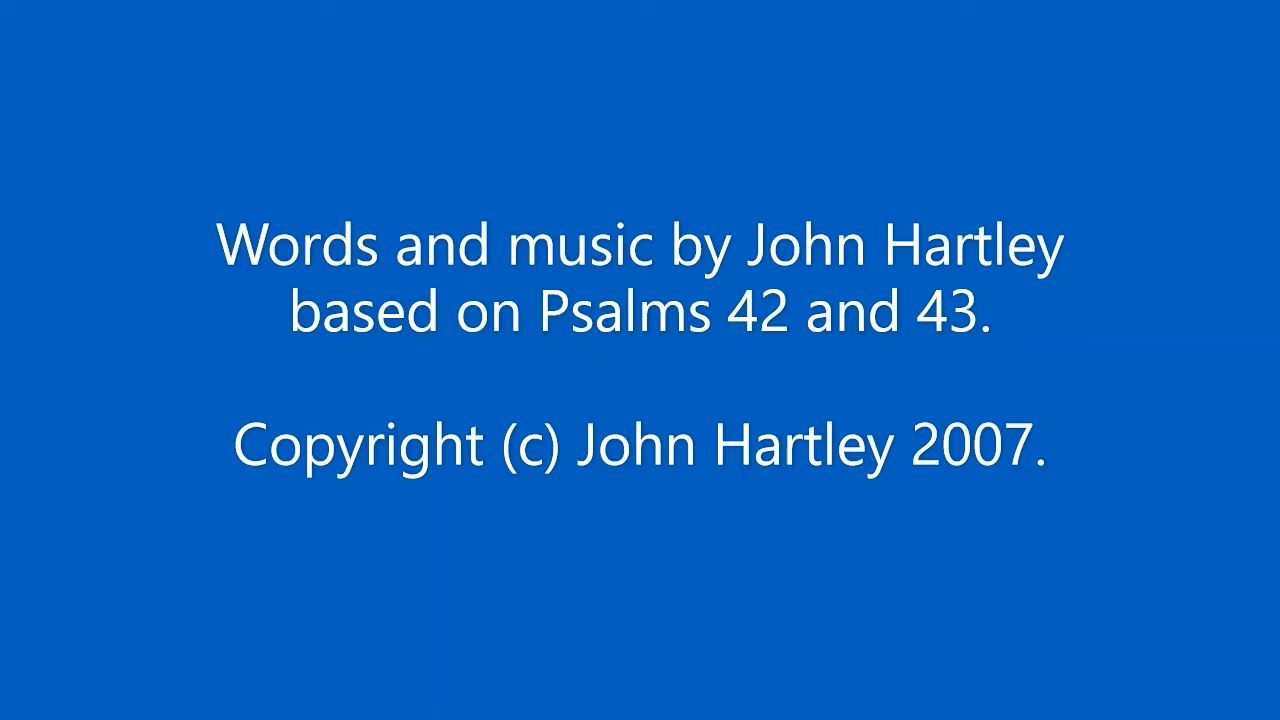 Words and music by John Hartley
based on Psalms 42 and 43.
Copyright (c) John Hartley 2007.